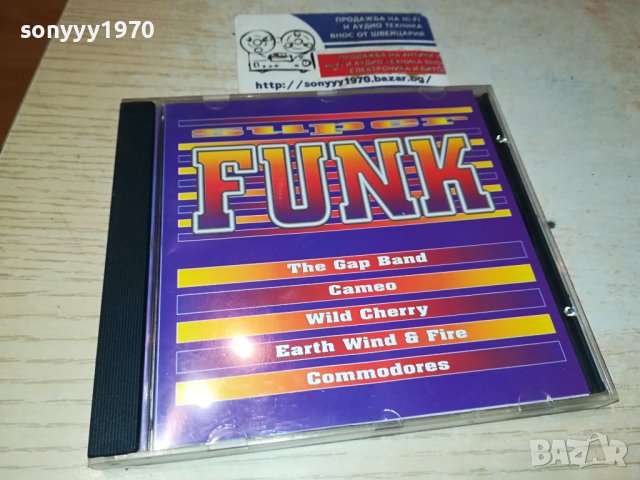 sonyyy1970
ПРОДАЖБА НА HI-FI
И АУДИО ТЕХНИКА
ВНОС ОТ ШВЕЙЦАРИЯ
http://sonyyy1970.bazar.bg/
super
FUNK
The Gap Band
Cameo
Wild Cherry
Earth Wind & Fire
Commodores
BAZAR.bg